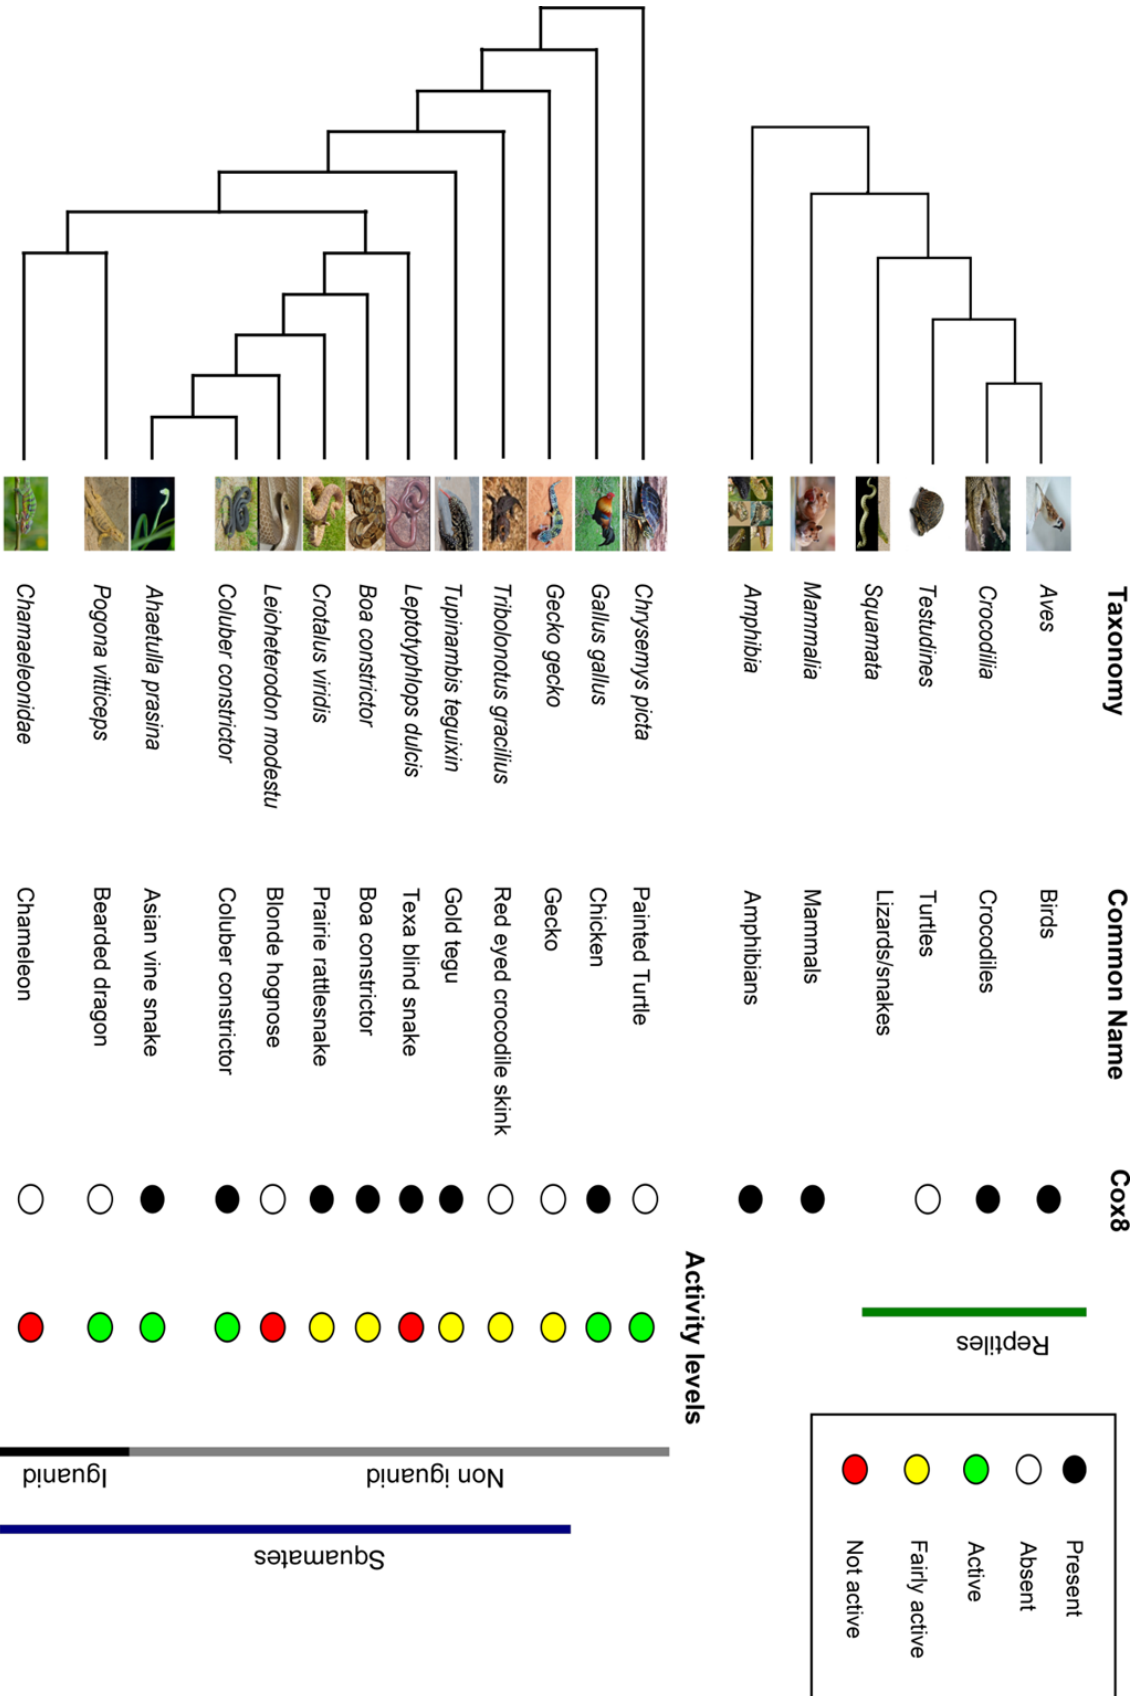 Taxonomy Common Name Cox8
Aves Birds
Crocodilia Crocodiles
Testudines Turtles
Squamata Lizards/snakes
Mammalia Mammals
Amphibia Amphibians
Reptiles
Present
Absent
Active
Fairly active
Not active
Activity levels
Chrysemys picta Painted Turtle
Gallus gallus Chicken
Gecko gecko Gecko
Tribolonotus gracilius Red eyed crocodile skink
Tupinambis teguixin Gold tegu
Leptotyphlops dulcis Texa blind snake
Boa constrictor Boa constrictor
Crotalus viridis Prairie rattlesnake
Leioheterodon modestu Blonde hognose
Coluber constrictor Coluber constrictor
Ahaetulla prasina Asian vine snake
Pogona vitticeps Bearded dragon
Chamaeleonidae Chameleon
Non iguanid
Iguanid
Squamates